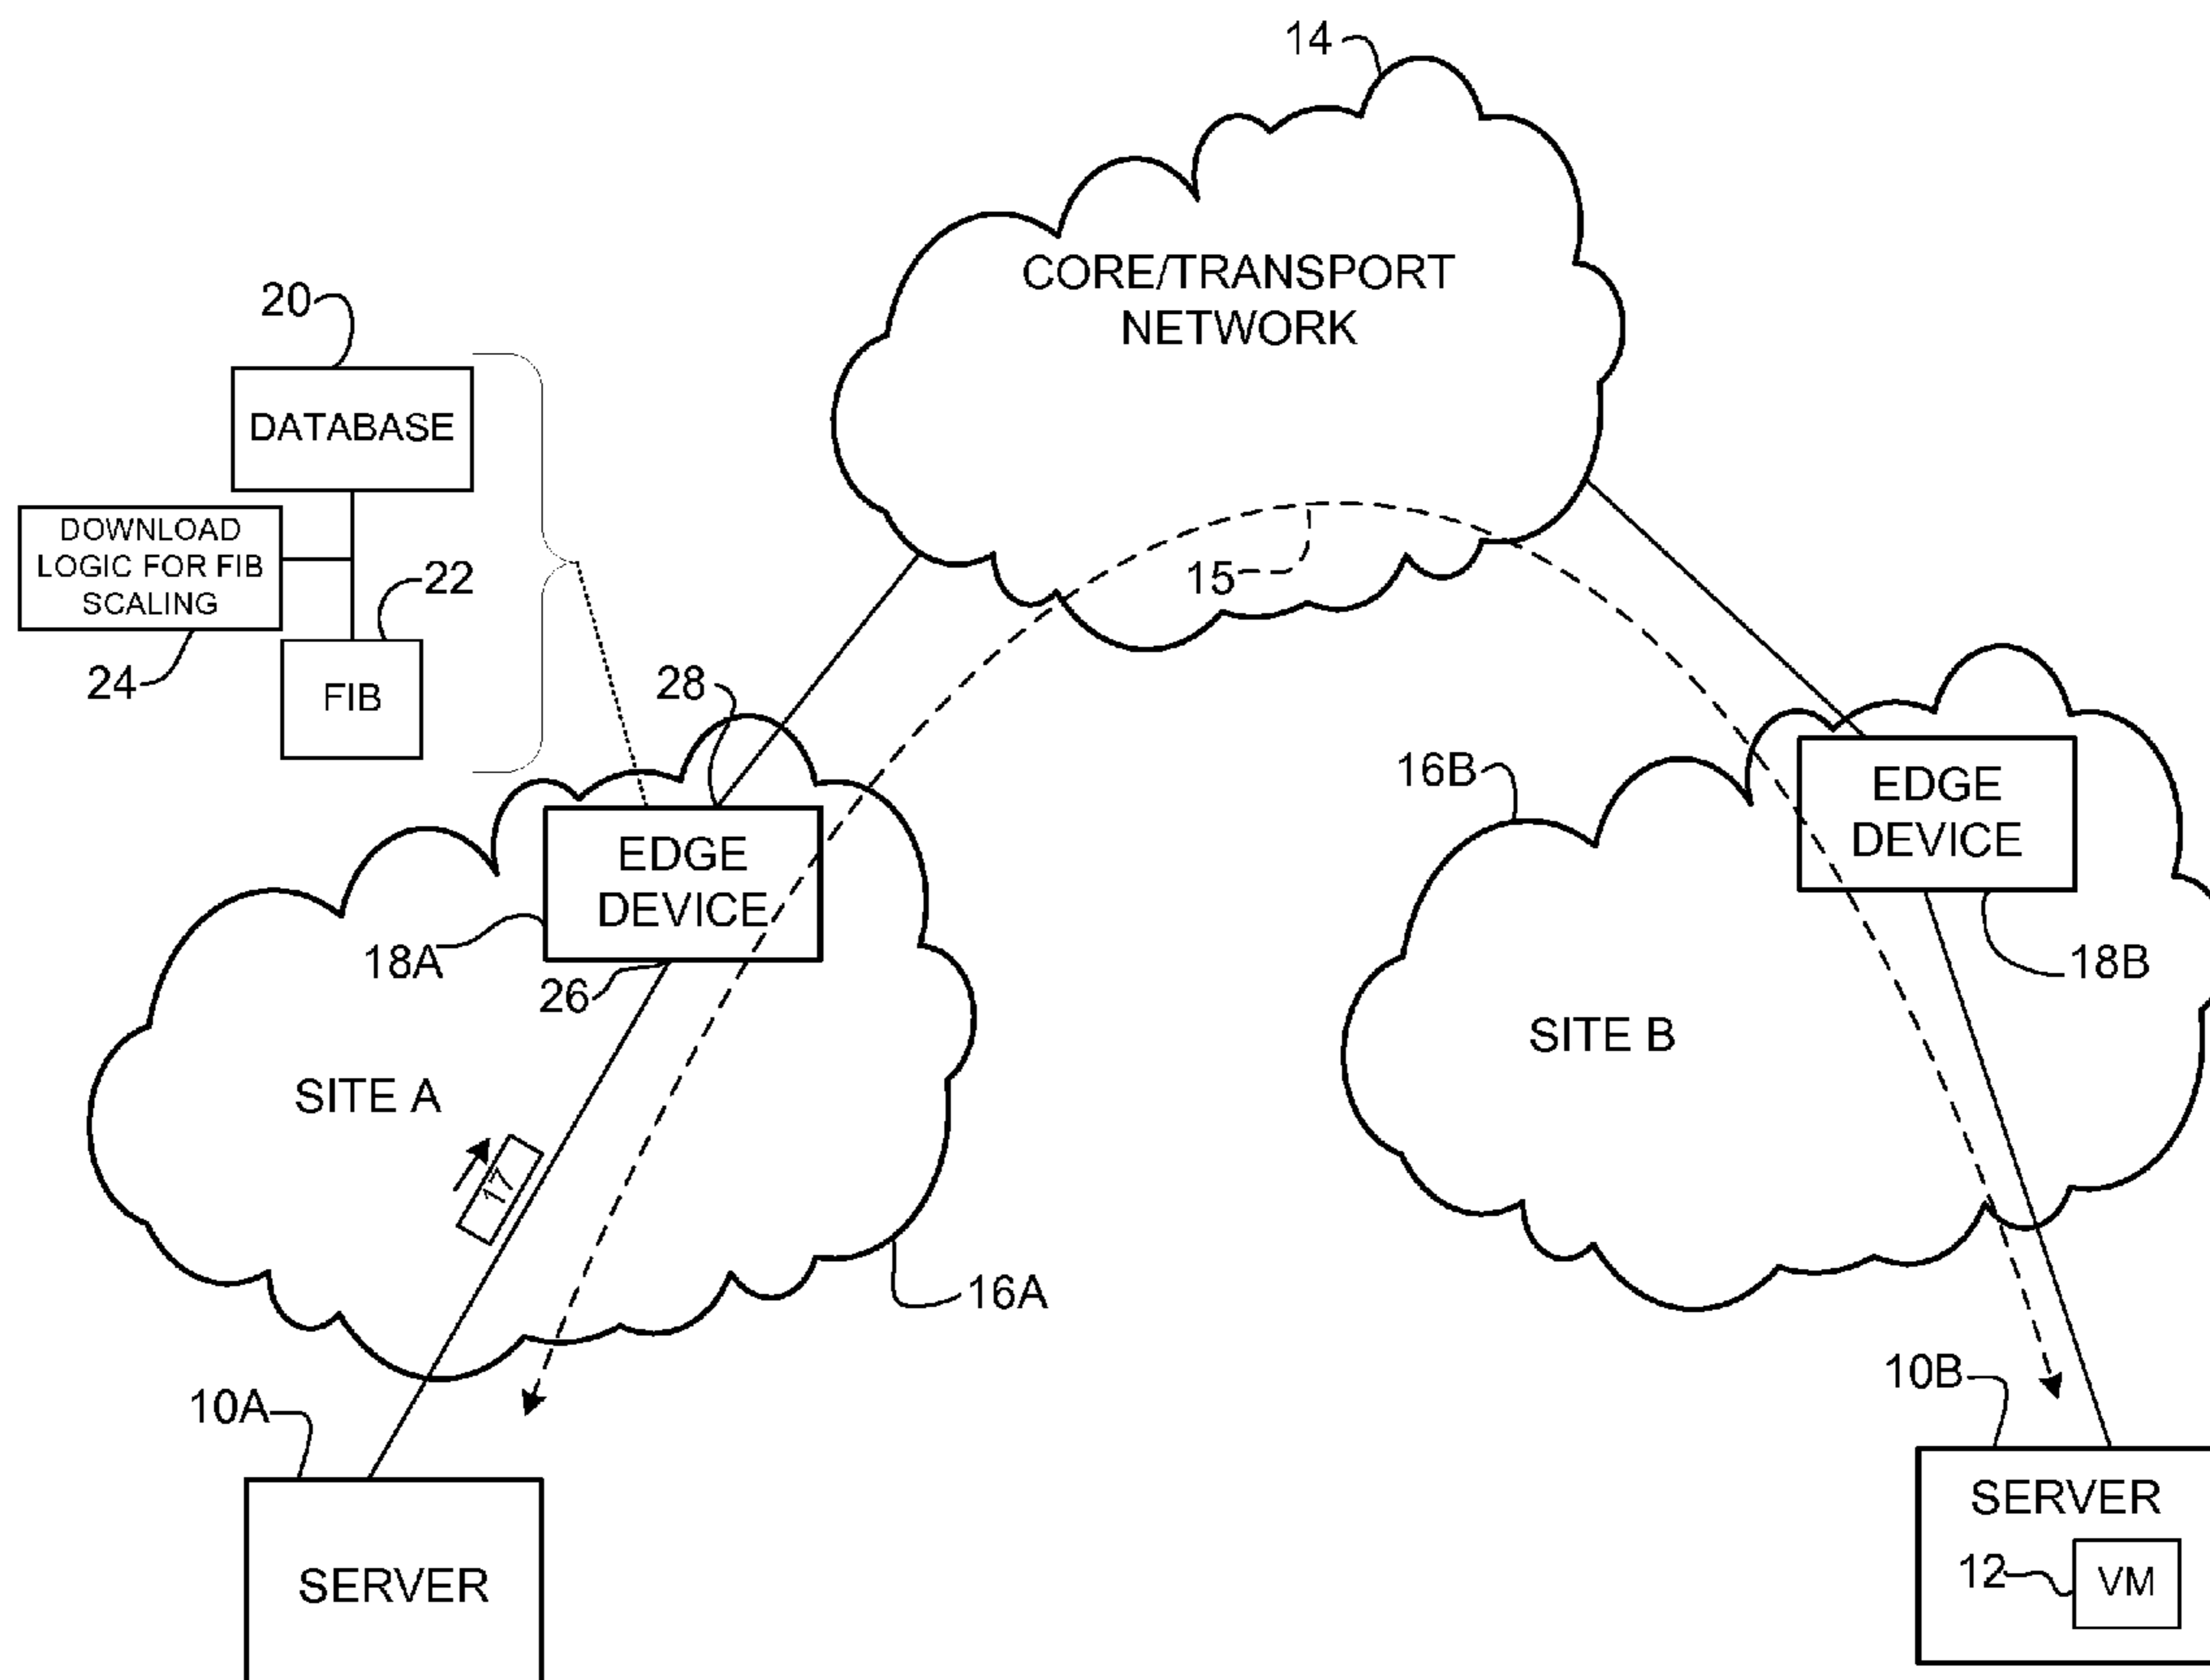 14
CORE/TRANSPORT
NETWORK
20
DATABASE
DOWNLOAD
LOGIC FOR FIB
SCALING
22
15
24
FIB
28
16B
EDGE
DEVICE
EDGE
DEVICE
18A
26
18B
SITE B
SITE A
17
16A
10A
10B
SERVER
SERVER
12
VM